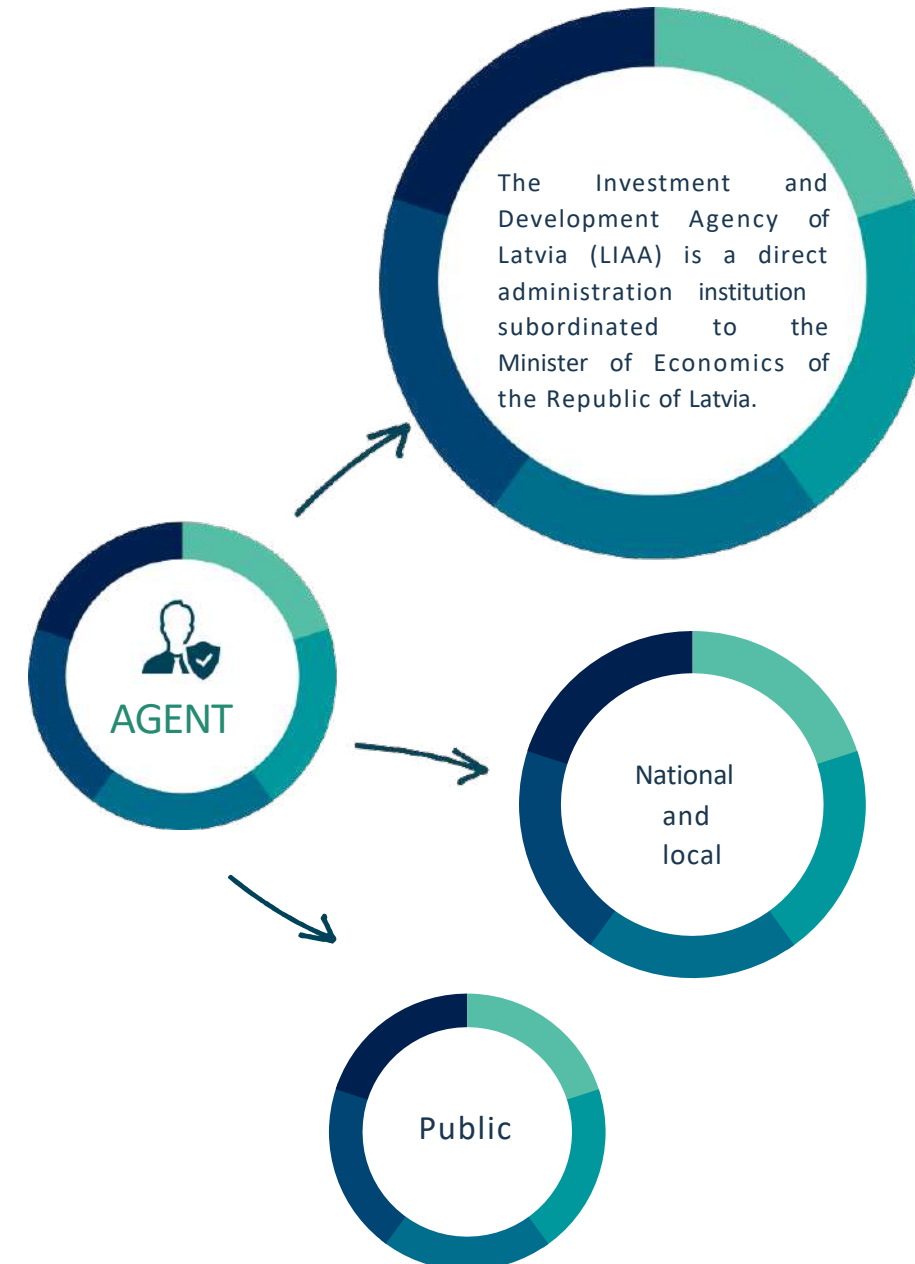 The Investment and
Development Agency of
Latvia (LIAA) is a direct
administration institution
subordinated to the
Minister of Economics of
the Republic of Latvia.
AGENT
National
and
local
Public